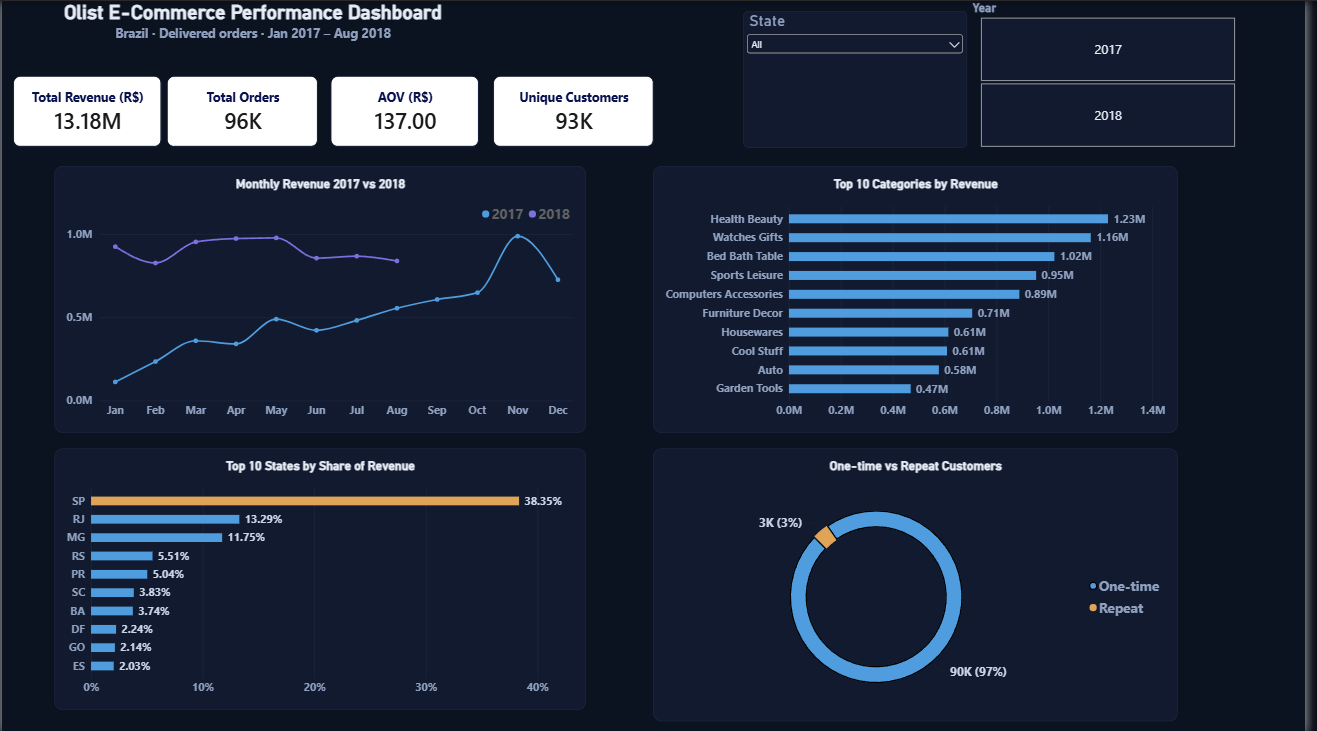 Olist E-Commerce Performance Dashboard
Brazil · Delivered orders · Jan 2017 – Aug 2018
State
All
Year
2017
2018
Total Revenue (R$)
13.18M
Total Orders
96K
AOV (R$)
137.00
Unique Customers
93K
Monthly Revenue 2017 vs 2018
2017 2018
1.0M
0.5M
0.0M
Jan Feb Mar Apr May Jun Jul Aug Sep Oct Nov Dec
Top 10 Categories by Revenue
Health Beauty 1.23M
Watches Gifts 1.16M
Bed Bath Table 1.02M
Sports Leisure 0.95M
Computers Accessories 0.89M
Furniture Decor 0.71M
Housewares 0.61M
Cool Stuff 0.61M
Auto 0.58M
Garden Tools 0.47M
0.0M 0.2M 0.4M 0.6M 0.8M 1.0M 1.2M 1.4M
Top 10 States by Share of Revenue
SP 38.35%
RJ 13.29%
MG 11.75%
RS 5.51%
PR 5.04%
SC 3.83%
BA 3.74%
DF 2.24%
GO 2.14%
ES 2.03%
0% 10% 20% 30% 40%
One-time vs Repeat Customers
3K (3%)
One-time
Repeat
90K (97%)